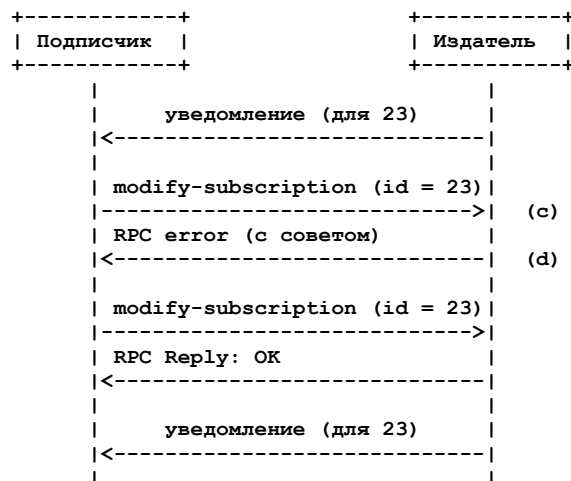 +------------+ +-----------+
| Подписчик | | Издатель |
+------------+ +-----------+
| |
| уведомление (для 23) |
|<-----------------------------|
| |
| modify-subscription (id = 23)|
|----------------------------->| (c)
| RPC error (с советом) |
|<-----------------------------| (d)
| |
| modify-subscription (id = 23)|
|----------------------------->|
| RPC Reply: OK |
|<-----------------------------|
| |
| уведомление (для 23) |
|<-----------------------------|
| |